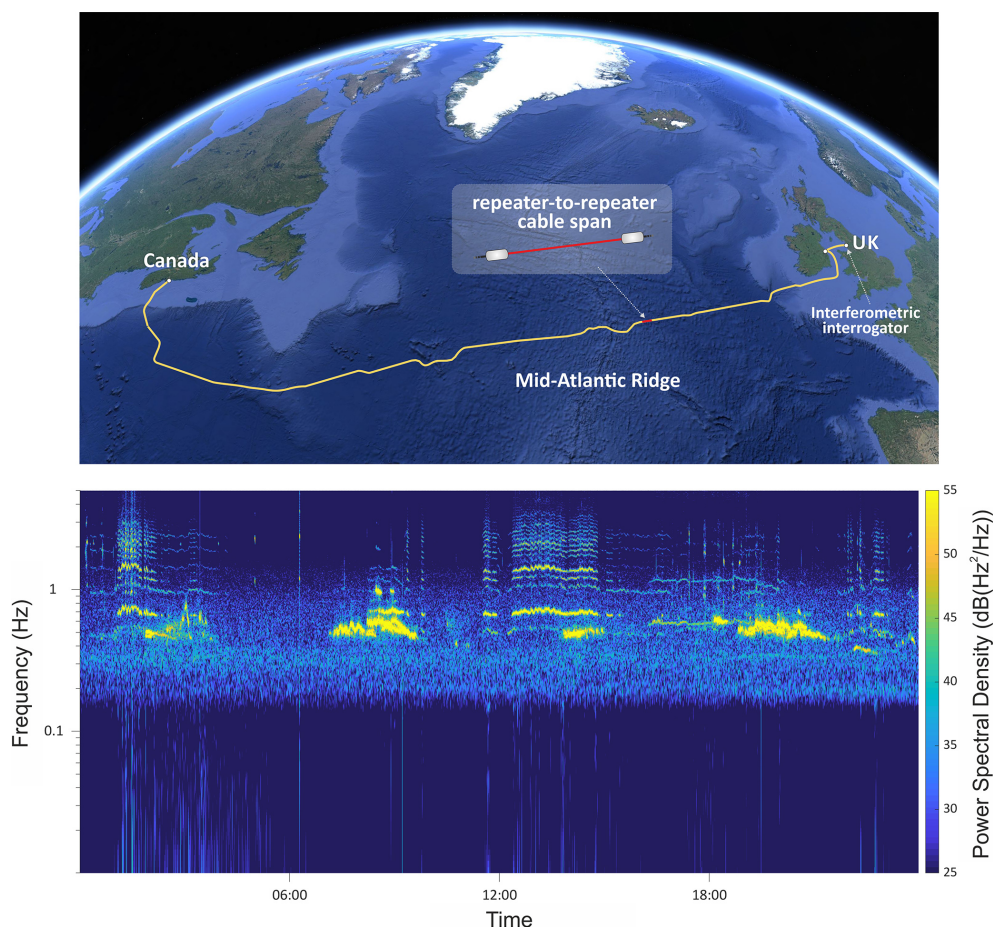 repeater-to-repeater
cable span
Canada
UK
Interferometric
interrogator
Mid-Atlantic Ridge
55
50
45
40
35
30
25
Power Spectral Density (dB(Hz²/Hz))
1
0.1
Frequency (Hz)
06:00
12:00
18:00
Time